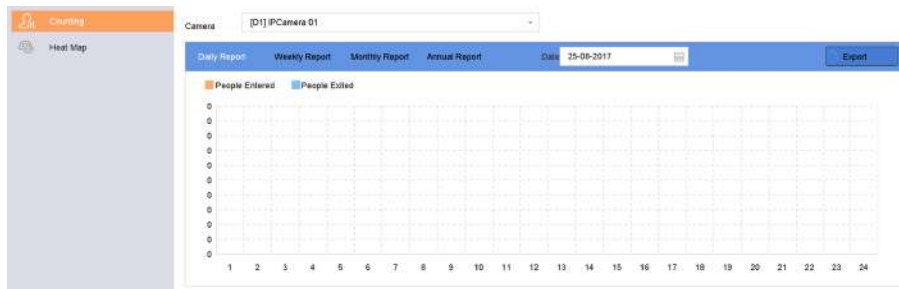 Counting
Heat Map
Camera [D1] IPCamera 01
Daily Report Weekly Report Monthly Report Annual Report Date 25-08-2017 Export
People Entered People Exited
0
0
0
0
0
0
0
0
0
0
0
1 2 3 4 5 6 7 8 9 10 11 12 13 14 15 16 17 18 19 20 21 22 23 24